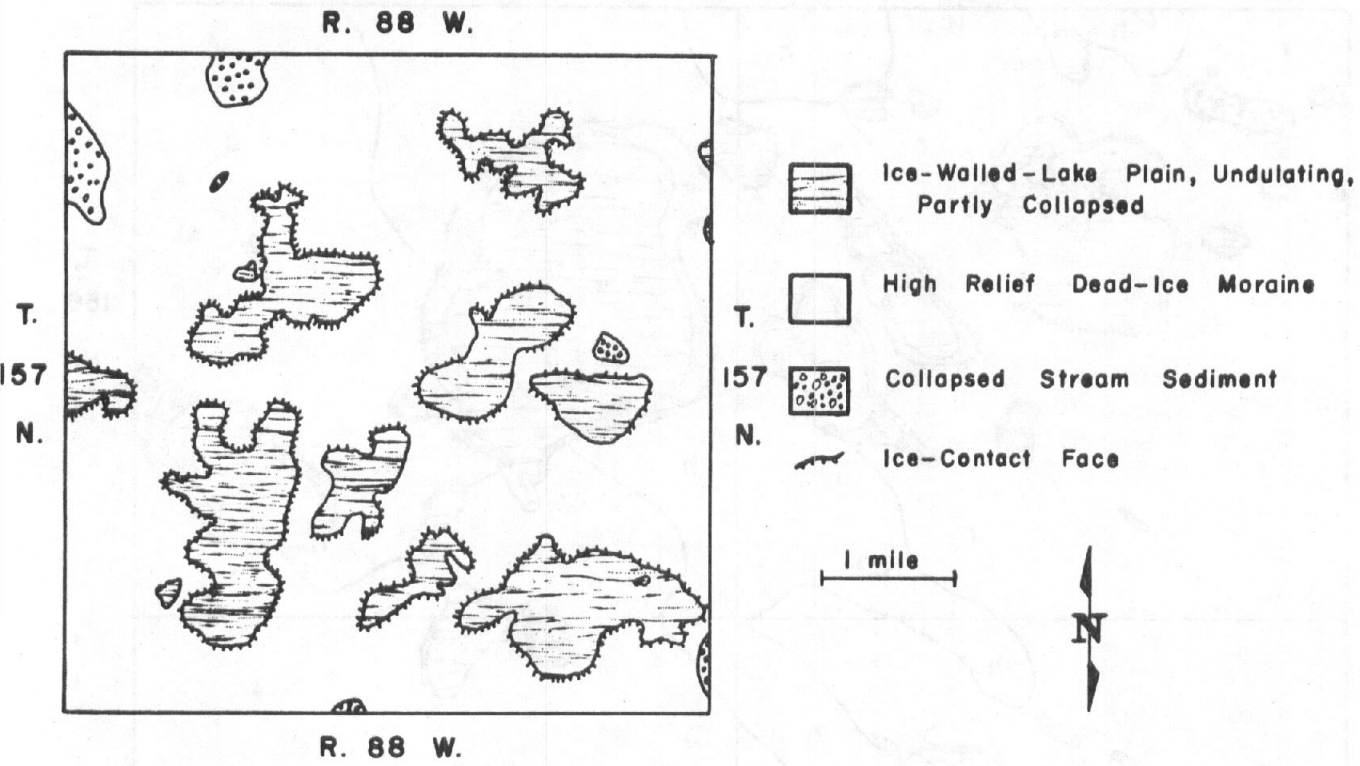 R. 88 W.
Ice-Walled-Lake Plain, Undulating,
Partly Collapsed
High Relief Dead-Ice Moraine
T.
157
N.
T.
157
N.
Collapsed Stream Sediment
Ice-Contact Face
1 mile
N
R. 88 W.